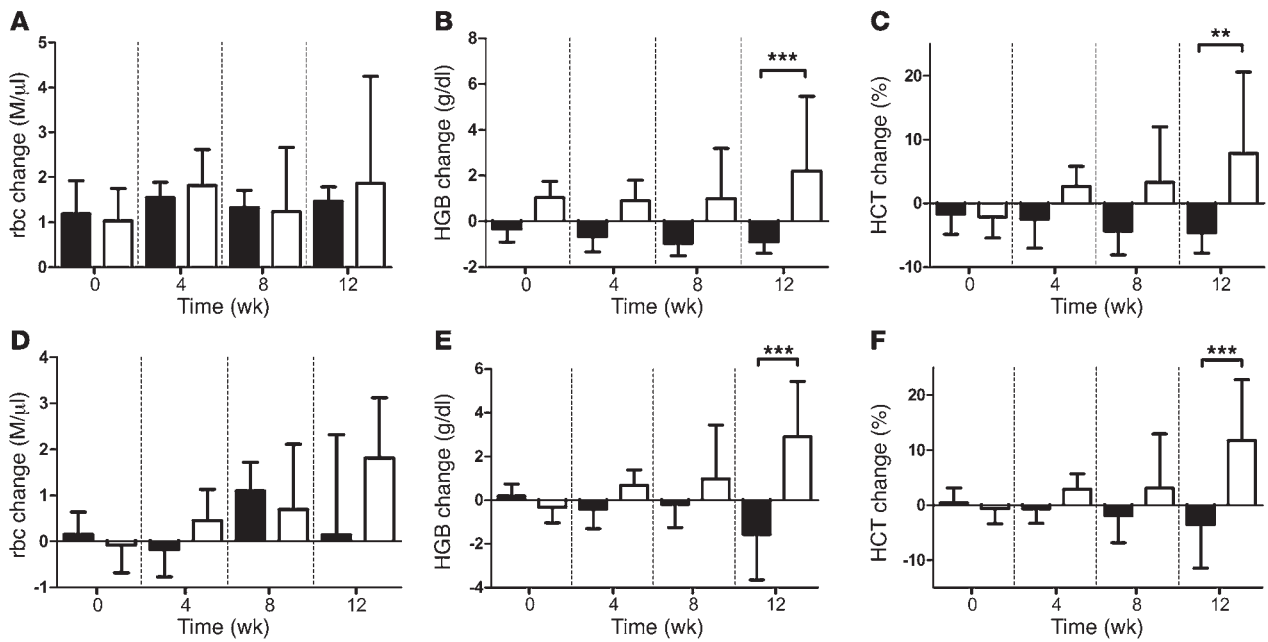 A
rbc change (M/µl)
5
4
3
2
1
0
0 4 8 12
Time (wk)
B
HGB change (g/dl)
8
6
4
2
0
-2
***
0 4 8 12
Time (wk)
C
HCT change (%)
20
10
0
-10
**
0 4 8 12
Time (wk)
D
rbc change (M/µl)
4
3
2
1
0
-1
0 4 8 12
Time (wk)
E
HGB change (g/dl)
6
4
2
0
-2
-4
***
0 4 8 12
Time (wk)
F
HCT change (%)
20
10
0
-10
***
0 4 8 12
Time (wk)